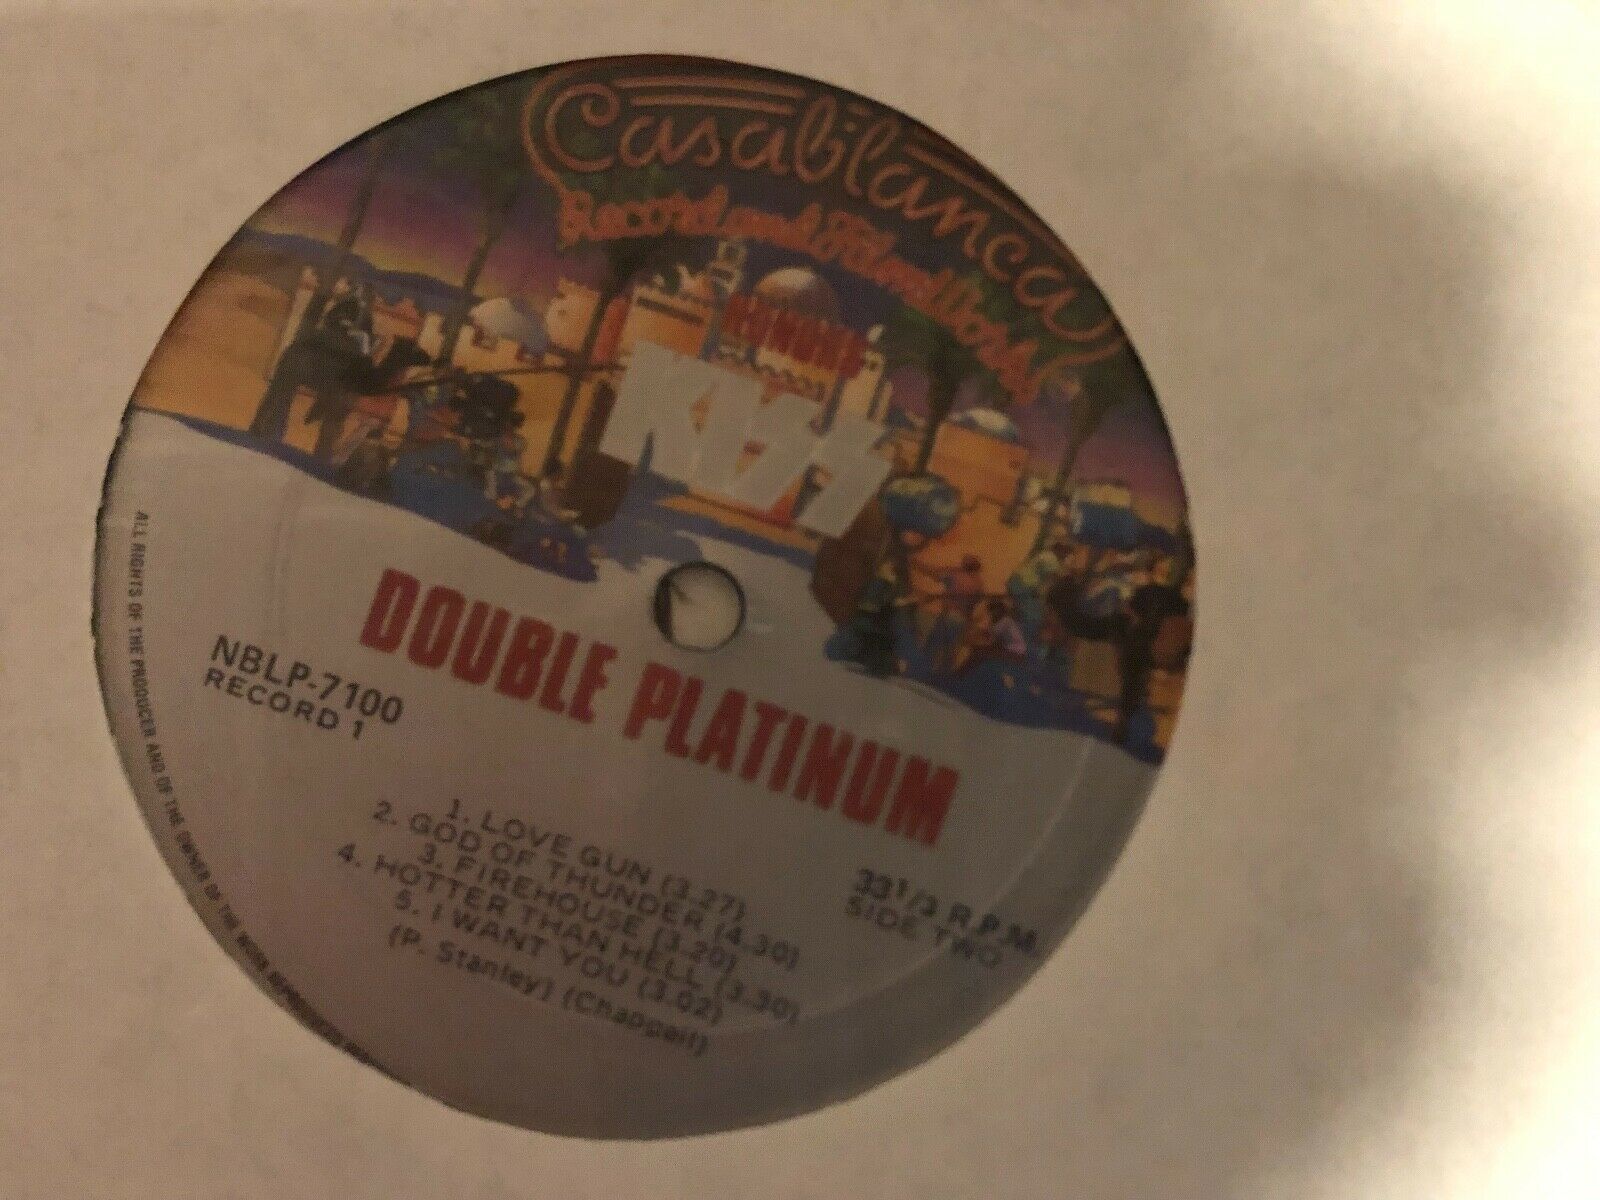 Casablanca
Record and FilmWorks
KISS
DOUBLE PLATINUM
NBLP-7100
RECORD 1
33 1/3 R.P.M.
SIDE TWO
1. LOVE GUN (3.27)
2. GOD OF THUNDER (4.30)
3. FIREHOUSE (3.20)
4. HOTTER THAN HELL (3.30)
5. I WANT YOU (3.02)
(P. Stanley) (Chappell)
ALL RIGHTS OF THE PRODUCER AND OF THE OWNER OF THE WORK